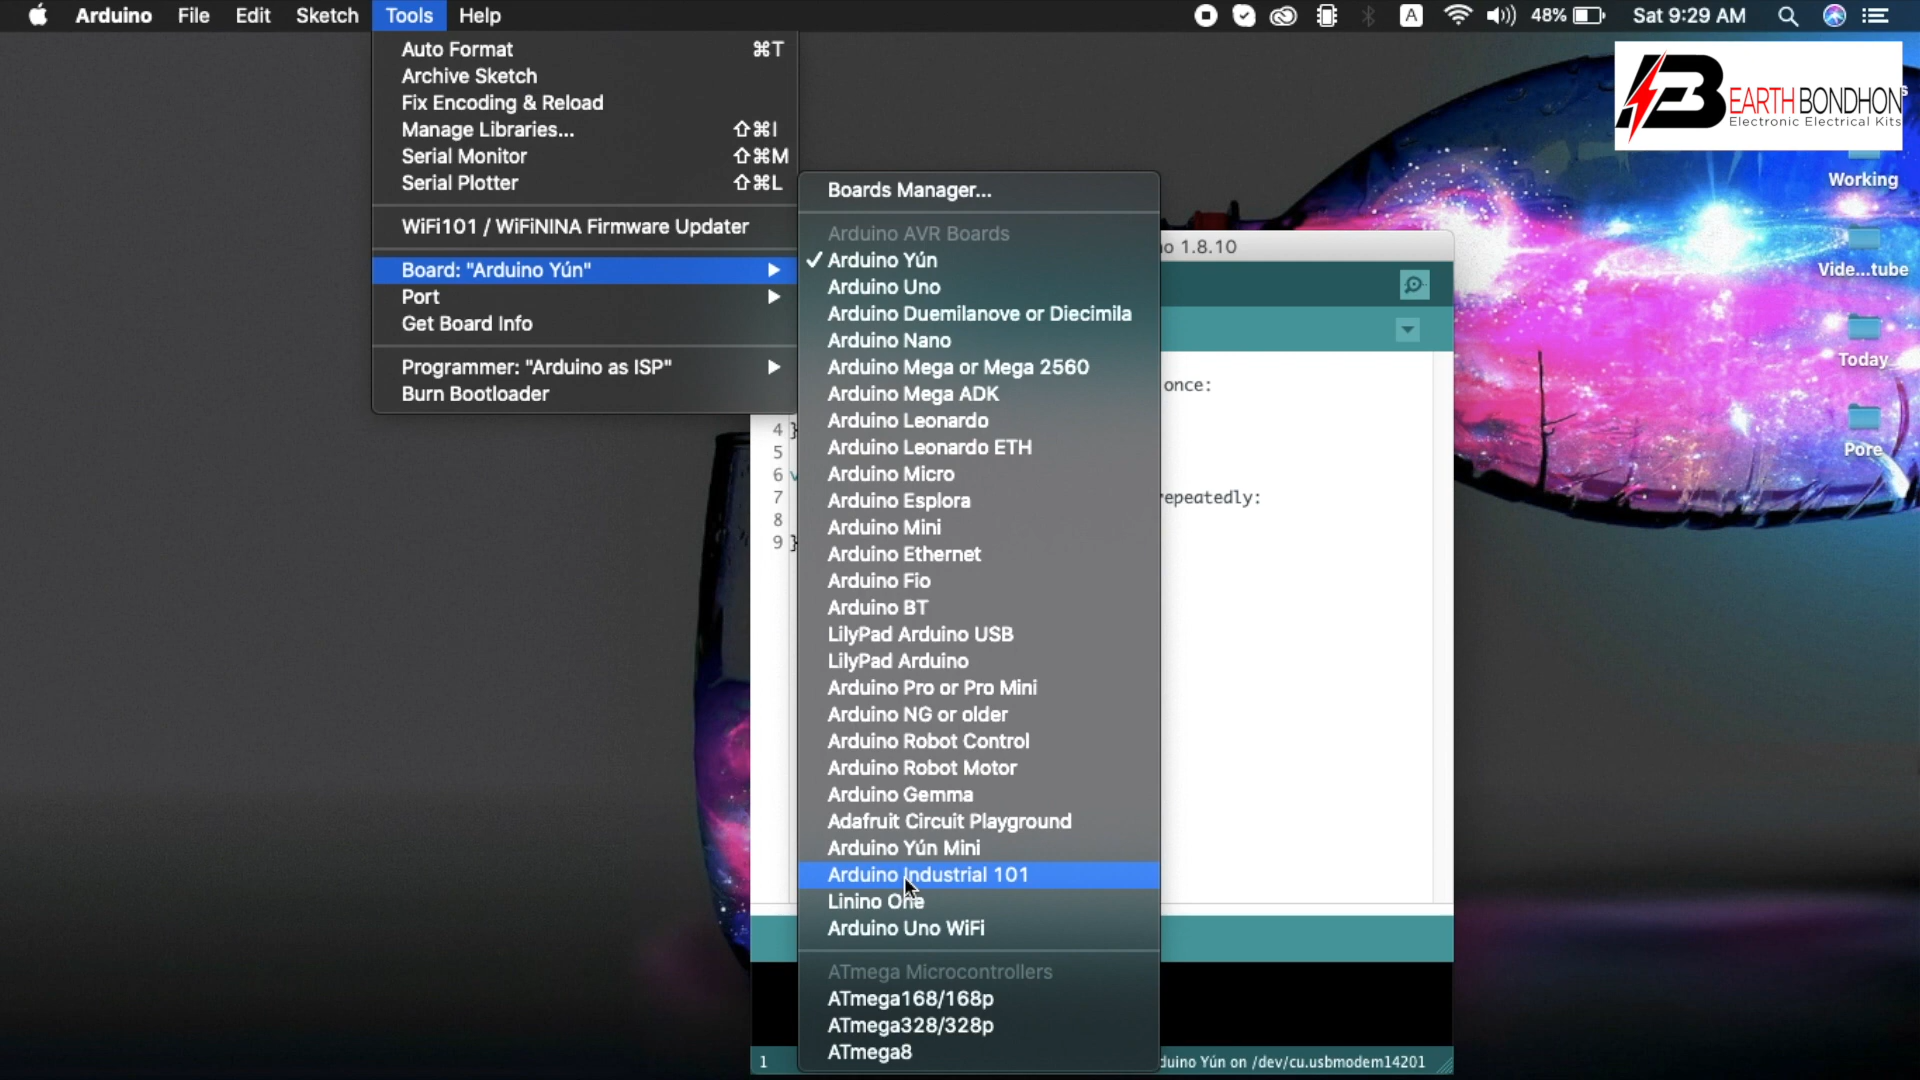 Arduino File Edit Sketch Tools Help
A 48% Sat 9:29 AM
EARTH BONDHON
Electronic Electrical Kits
Auto Format ⌘T
Archive Sketch
Fix Encoding & Reload
Manage Libraries... ⇧⌘I
Serial Monitor ⇧⌘M
Serial Plotter ⇧⌘L
WiFi101 / WiFiNINA Firmware Updater
Board: "Arduino Yún"
Port
Get Board Info
Programmer: "Arduino as ISP"
Burn Bootloader
Boards Manager...
Arduino AVR Boards
✓ Arduino Yún
Arduino Uno
Arduino Duemilanove or Diecimila
Arduino Nano
Arduino Mega or Mega 2560
Arduino Mega ADK
Arduino Leonardo
Arduino Leonardo ETH
Arduino Micro
Arduino Esplora
Arduino Mini
Arduino Ethernet
Arduino Fio
Arduino BT
LilyPad Arduino USB
LilyPad Arduino
Arduino Pro or Pro Mini
Arduino NG or older
Arduino Robot Control
Arduino Robot Motor
Arduino Gemma
Adafruit Circuit Playground
Arduino Yún Mini
Arduino Industrial 101
Linino One
Arduino Uno WiFi
ATmega Microcontrollers
ATmega168/168p
ATmega328/328p
ATmega8
1.8.10
once:
4 }
5
6 v
7 repeatedly:
8
9 }
1 duino Yún on /dev/cu.usbmodem14201
Working
Vide...tube
Today
Pore